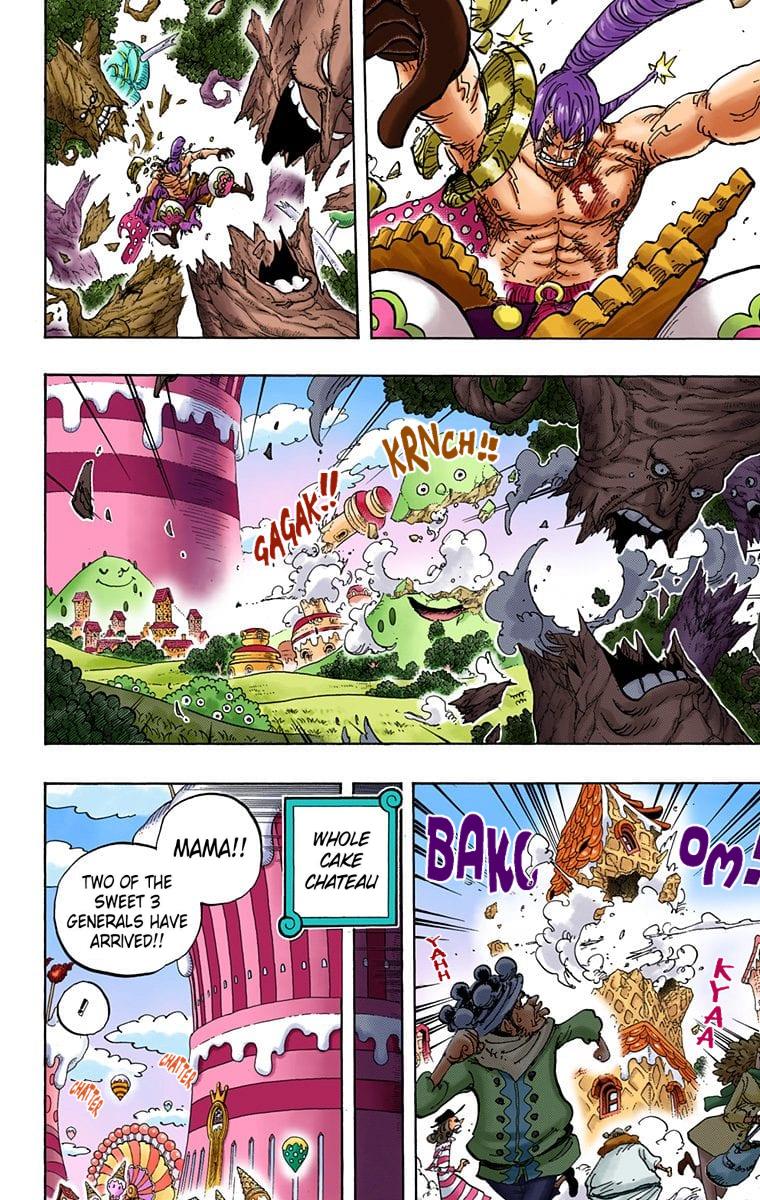 KRNCH!!
GAGAK!!
BAKO
OM!
KYAA
YAHH
WHOLE
CAKE
CHATEAU
MAMA!!
TWO OF THE
SWEET 3
GENERALS HAVE
ARRIVED!!
!
CHATTER
CHATTER